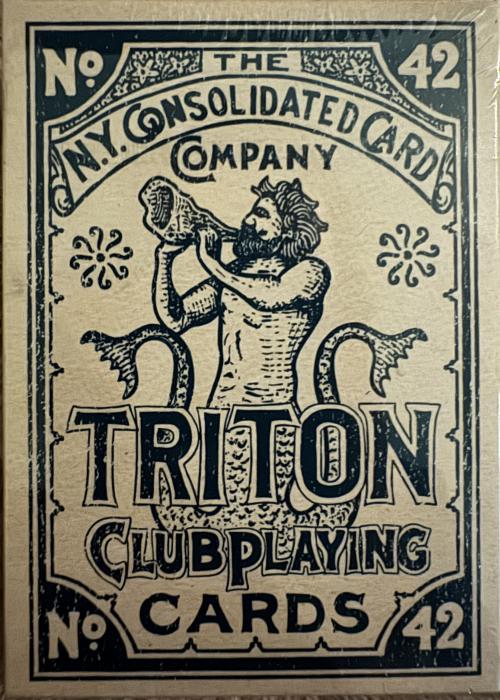 No 42
THE
N.Y. CONSOLIDATED CARD
COMPANY
TRITON
CLUB PLAYING
CARDS
No 42